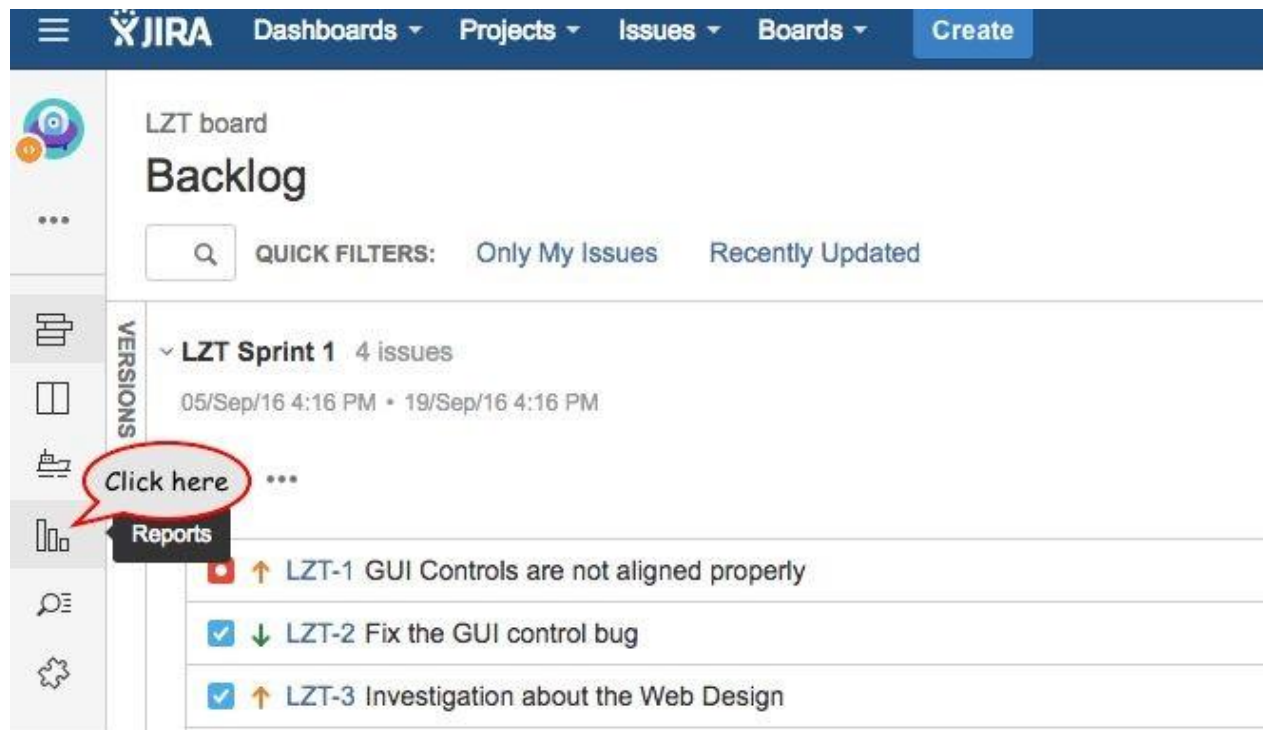 JIRA Dashboards Projects Issues Boards Create
LZT board
Backlog
QUICK FILTERS: Only My Issues Recently Updated
VERSIONS
LZT Sprint 1 4 issues
05/Sep/16 4:16 PM • 19/Sep/16 4:16 PM
Click here
Reports
LZT-1 GUI Controls are not aligned properly
LZT-2 Fix the GUI control bug
LZT-3 Investigation about the Web Design